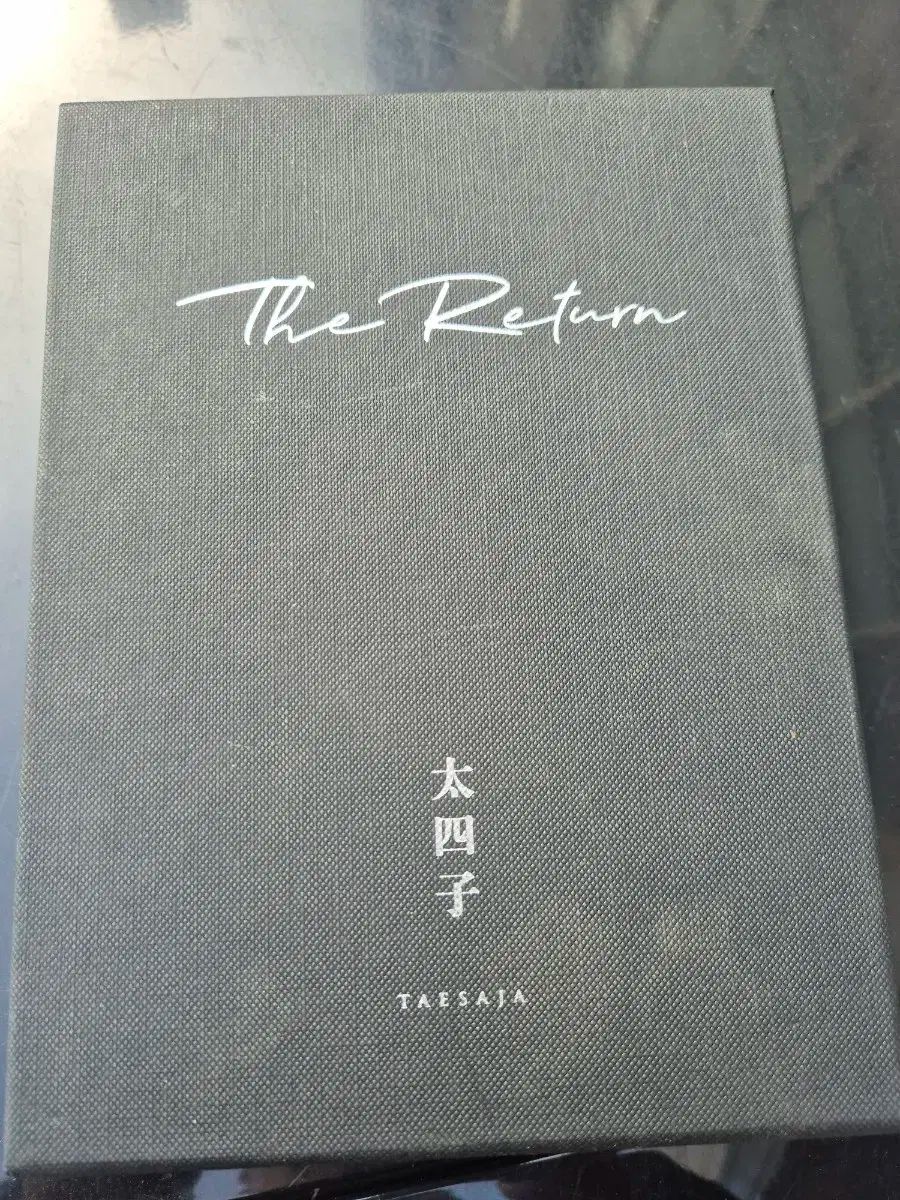 The Return
太四子
TAESAJA